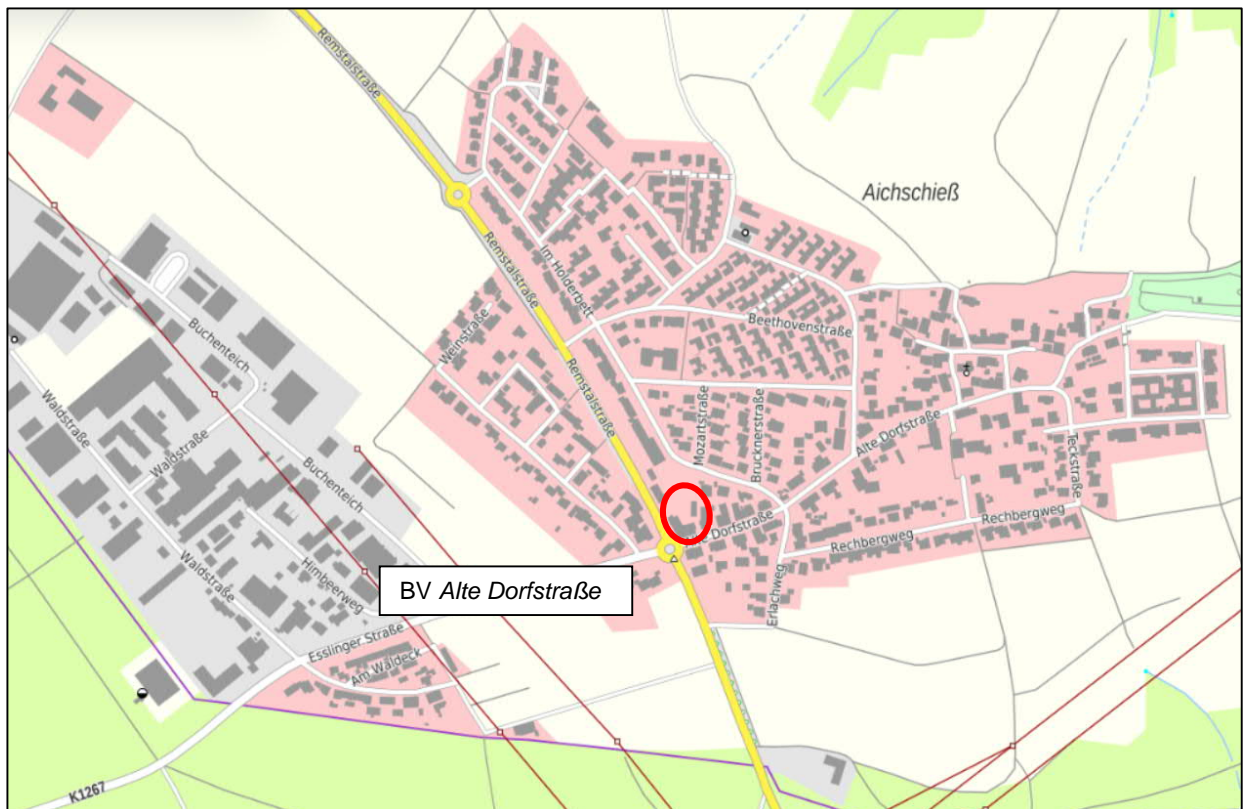 Remstalstraße
Aichschieß
Remstalstraße
Im Holderbett
Weinstraße
Beethovenstraße
Buchenteich
Remstalstraße
Waldstraße
Mozartstraße
Brucknerstraße
Alte Dorfstraße
Waldstraße
Teckstraße
Buchenteich
Alte Dorfstraße
Rechbergweg
Rechbergweg
Himbeerweg
Waldstraße
BV Alte Dorfstraße
Erlachweg
Esslinger Straße
Am Waldeck
K1267